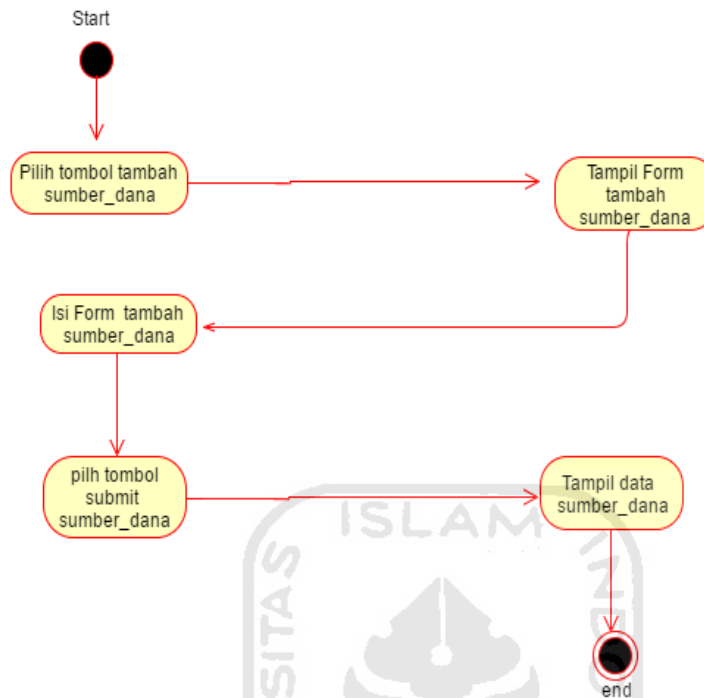 Start
Pilih tombol tambah
sumber_dana
Tampil Form
tambah
sumber_dana
Isi Form tambah
sumber_dana
pilh tombol
submit
sumber_dana
Tampil data
sumber_dana
ISLAM
SITAS
INDO
end